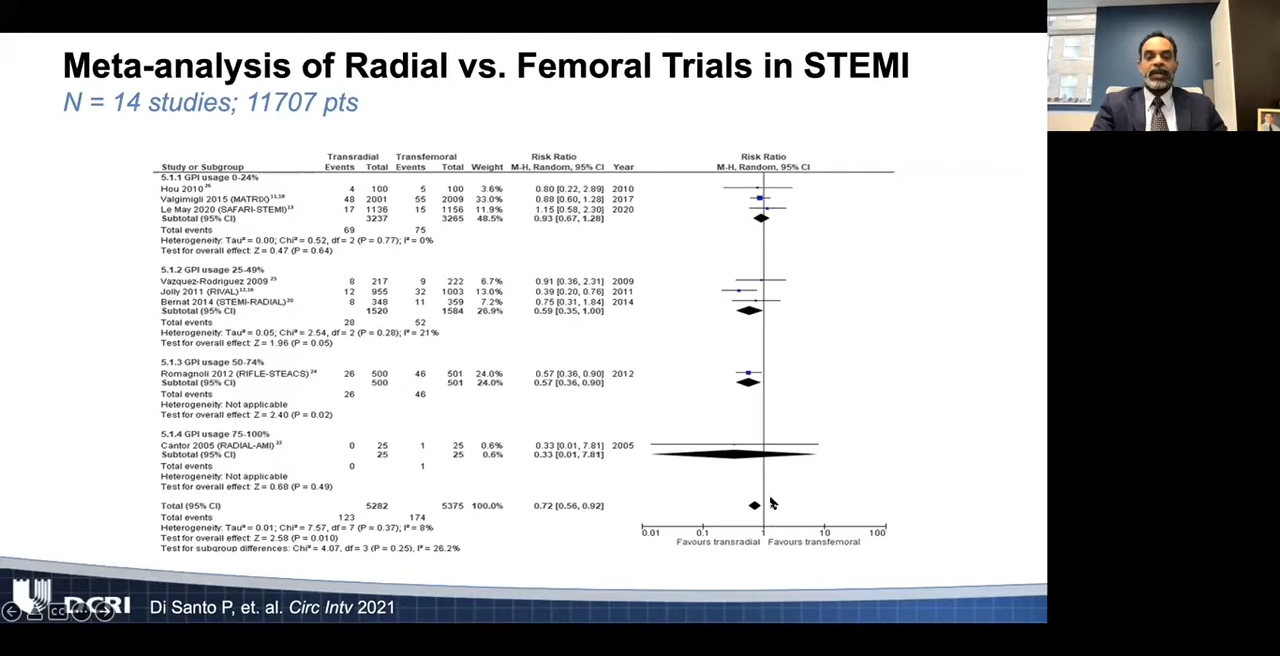 Meta-analysis of Radial vs. Femoral Trials in STEMI
N = 14 studies; 11707 pts
Transradial Transfemoral Risk Ratio Risk Ratio
Study or Subgroup Events Total Events Total Weight M-H, Random, 95% CI Year M-H, Random, 95% CI
5.1.1 GPI usage 0-24%
Hou 2010 26 4 100 5 100 3.6% 0.80 [0.22, 2.89] 2010
Valgimigli 2015 (MATRIX) 11,18 48 2001 55 2009 33.0% 0.88 [0.60, 1.28] 2017
Le May 2020 (SAFARI-STEMI) 13 17 1136 15 1156 11.9% 1.15 [0.58, 2.30] 2020
Subtotal (95% CI) 3237 3265 48.5% 0.93 [0.67, 1.28]
Total events 69 75
Heterogeneity: Tau² = 0.00; Chi² = 0.52, df = 2 (P = 0.77); I² = 0%
Test for overall effect: Z = 0.47 (P = 0.64)
5.1.2 GPI usage 25-49%
Vazquez-Rodriguez 2009 25 8 217 9 222 6.7% 0.91 [0.36, 2.31] 2009
Jolly 2011 (RIVAL) 12,16 12 955 32 1003 13.0% 0.39 [0.20, 0.76] 2011
Bernat 2014 (STEMI-RADIAL) 20 8 348 11 359 7.2% 0.75 [0.31, 1.84] 2014
Subtotal (95% CI) 1520 1584 26.9% 0.59 [0.35, 1.00]
Total events 28 52
Heterogeneity: Tau² = 0.05; Chi² = 2.54, df = 2 (P = 0.28); I² = 21%
Test for overall effect: Z = 1.96 (P = 0.05)
5.1.3 GPI usage 50-74%
Romagnoli 2012 (RIFLE-STEACS) 24 26 500 46 501 24.0% 0.57 [0.36, 0.90] 2012
Subtotal (95% CI) 500 501 24.0% 0.57 [0.36, 0.90]
Total events 26 46
Heterogeneity: Not applicable
Test for overall effect: Z = 2.40 (P = 0.02)
5.1.4 GPI usage 75-100%
Cantor 2005 (RADIAL-AMI) 22 0 25 1 25 0.6% 0.33 [0.01, 7.81] 2005
Subtotal (95% CI) 25 25 0.6% 0.33 [0.01, 7.81]
Total events 0 1
Heterogeneity: Not applicable
Test for overall effect: Z = 0.68 (P = 0.49)
Total (95% CI) 5282 5375 100.0% 0.72 [0.56, 0.92]
Total events 123 174
Heterogeneity: Tau² = 0.01; Chi² = 7.57, df = 7 (P = 0.37); I² = 8%
Test for overall effect: Z = 2.58 (P = 0.010)
Test for subgroup differences: Chi² = 4.07, df = 3 (P = 0.25), I² = 26.2%
0.01 0.1 1 10 100
Favours transradial Favours transfemoral
DCRI
Di Santo P, et. al. Circ Intv 2021
CC